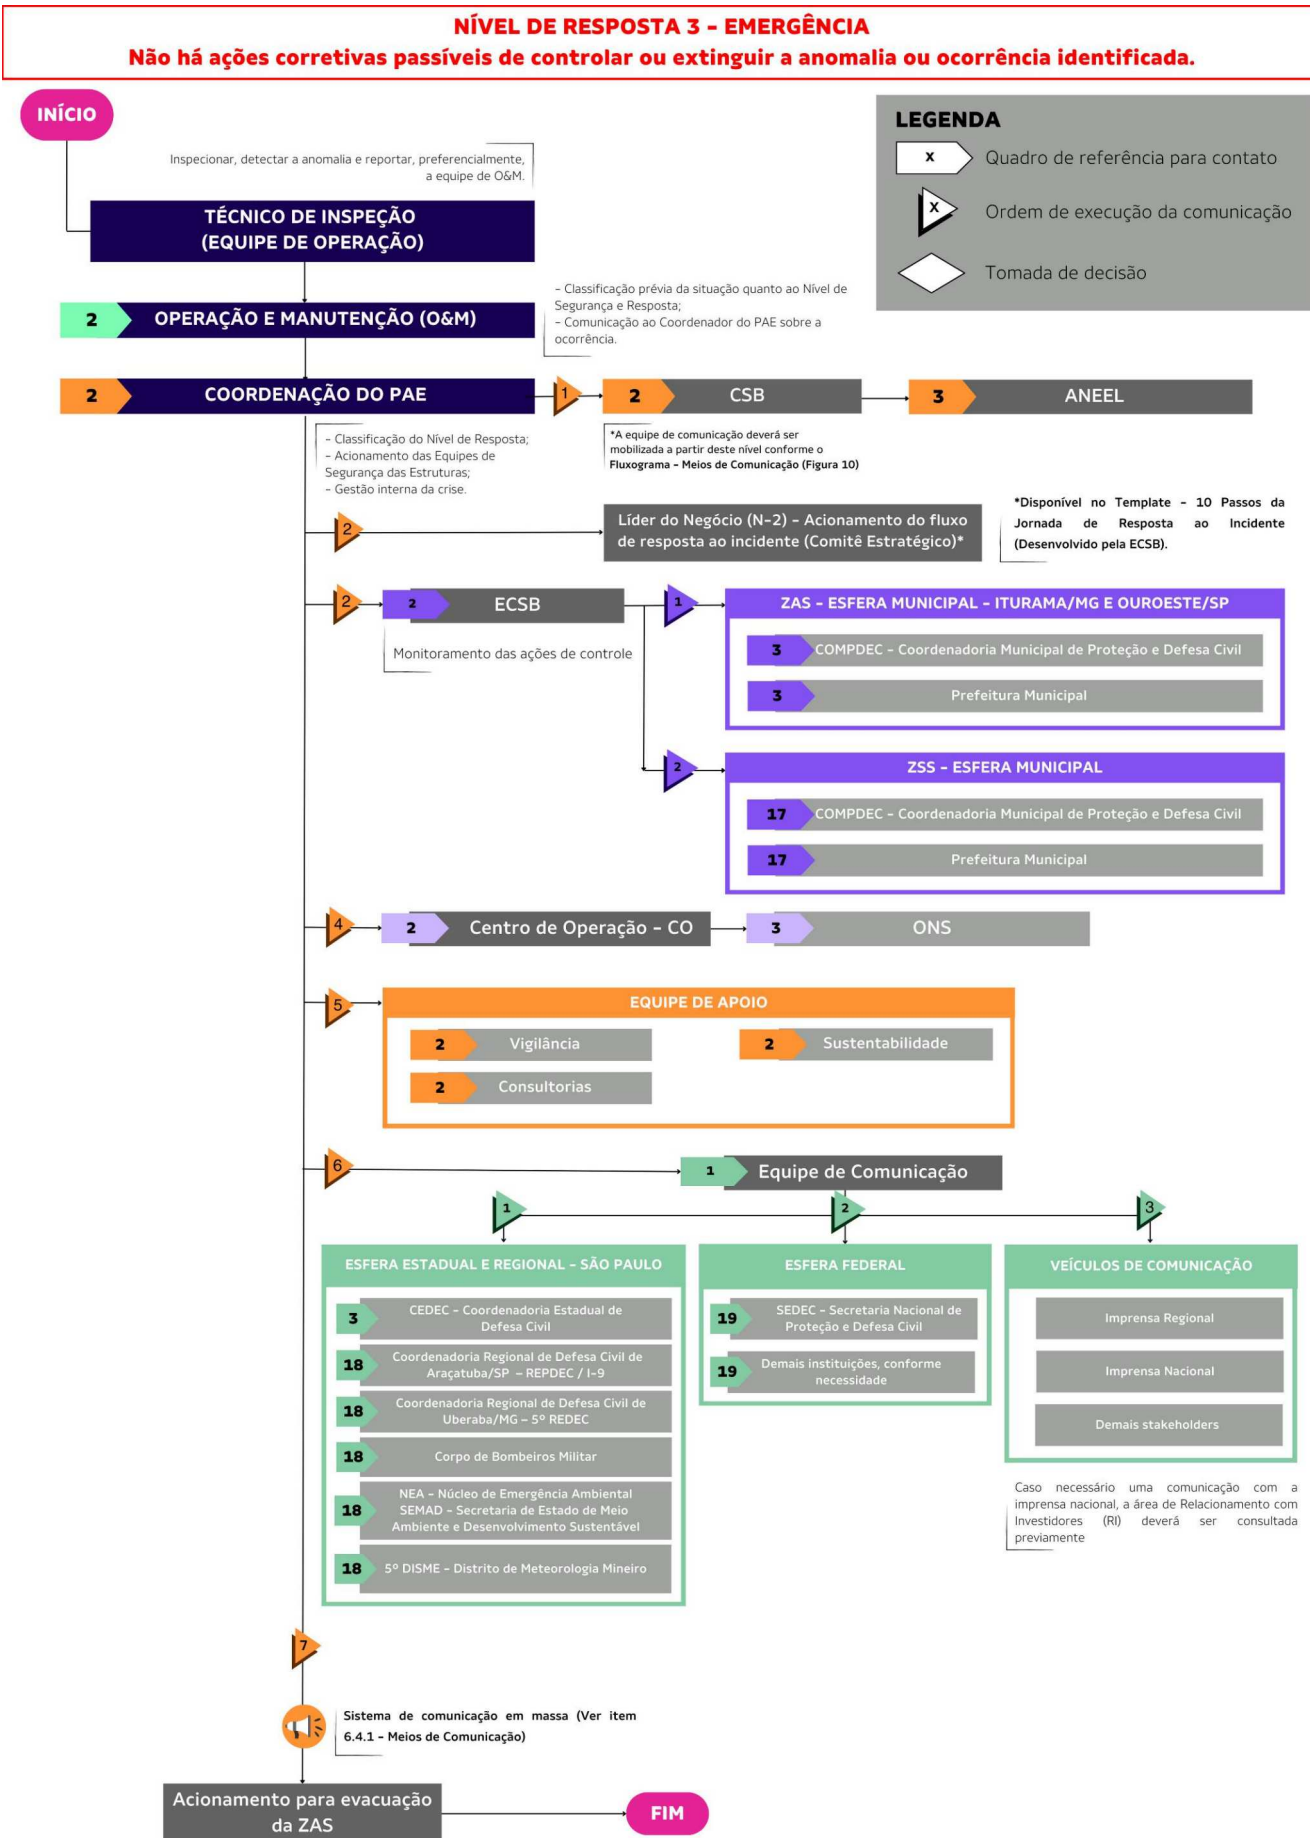 NÍVEL DE RESPOSTA 3 - EMERGÊNCIA
Não há ações corretivas passíveis de controlar ou extinguir a anomalia ou ocorrência identificada.
INÍCIO
LEGENDA
x
Quadro de referência para contato
x
Ordem de execução da comunicação
Tomada de decisão
Inspecionar, detectar a anomalia e reportar, preferencialmente,
a equipe de O&M.
TÉCNICO DE INSPEÇÃO
(EQUIPE DE OPERAÇÃO)
2
OPERAÇÃO E MANUTENÇÃO (O&M)
- Classificação prévia da situação quanto ao Nível de
Segurança e Resposta;
- Comunicação ao Coordenador do PAE sobre a
ocorrência.
2
COORDENAÇÃO DO PAE
1
2
CSB
3
ANEEL
- Classificação do Nível de Resposta;
- Acionamento das Equipes de
Segurança das Estruturas;
- Gestão interna da crise.
*A equipe de comunicação deverá ser
mobilizada a partir deste nível conforme o
Fluxograma - Meios de Comunicação (Figura 10)
2
Líder do Negócio (N-2) - Acionamento do fluxo
de resposta ao incidente (Comitê Estratégico)*
*Disponível no Template - 10 Passos da
Jornada de Resposta ao Incidente
(Desenvolvido pela ECSB).
2
2
ECSB
Monitoramento das ações de controle
1
ZAS - ESFERA MUNICIPAL - ITURAMA/MG E OUROESTE/SP
3
COMPDEC - Coordenadoria Municipal de Proteção e Defesa Civil
3
Prefeitura Municipal
2
ZSS - ESFERA MUNICIPAL
17
COMPDEC - Coordenadoria Municipal de Proteção e Defesa Civil
17
Prefeitura Municipal
4
2
Centro de Operação - CO
3
ONS
5
EQUIPE DE APOIO
2
Vigilância
2
Sustentabilidade
2
Consultorias
6
1
Equipe de Comunicação
1
2
3
ESFERA ESTADUAL E REGIONAL - SÃO PAULO
3
CEDEC - Coordenadoria Estadual de
Defesa Civil
18
Coordenadoria Regional de Defesa Civil de
Araçatuba/SP - REPDEC / I-9
18
Coordenadoria Regional de Defesa Civil de
Uberaba/MG - 5º REDEC
18
Corpo de Bombeiros Militar
18
NEA - Núcleo de Emergência Ambiental
SEMAD - Secretaria de Estado de Meio
Ambiente e Desenvolvimento Sustentável
18
5º DISME - Distrito de Meteorologia Mineiro
ESFERA FEDERAL
19
SEDEC - Secretaria Nacional de
Proteção e Defesa Civil
19
Demais instituições, conforme
necessidade
VEÍCULOS DE COMUNICAÇÃO
Imprensa Regional
Imprensa Nacional
Demais stakeholders
Caso necessário uma comunicação com a
imprensa nacional, a área de Relacionamento com
Investidores (RI) deverá ser consultada
previamente
7
Sistema de comunicação em massa (Ver item
6.4.1 - Meios de Comunicação)
Acionamento para evacuação
da ZAS
FIM